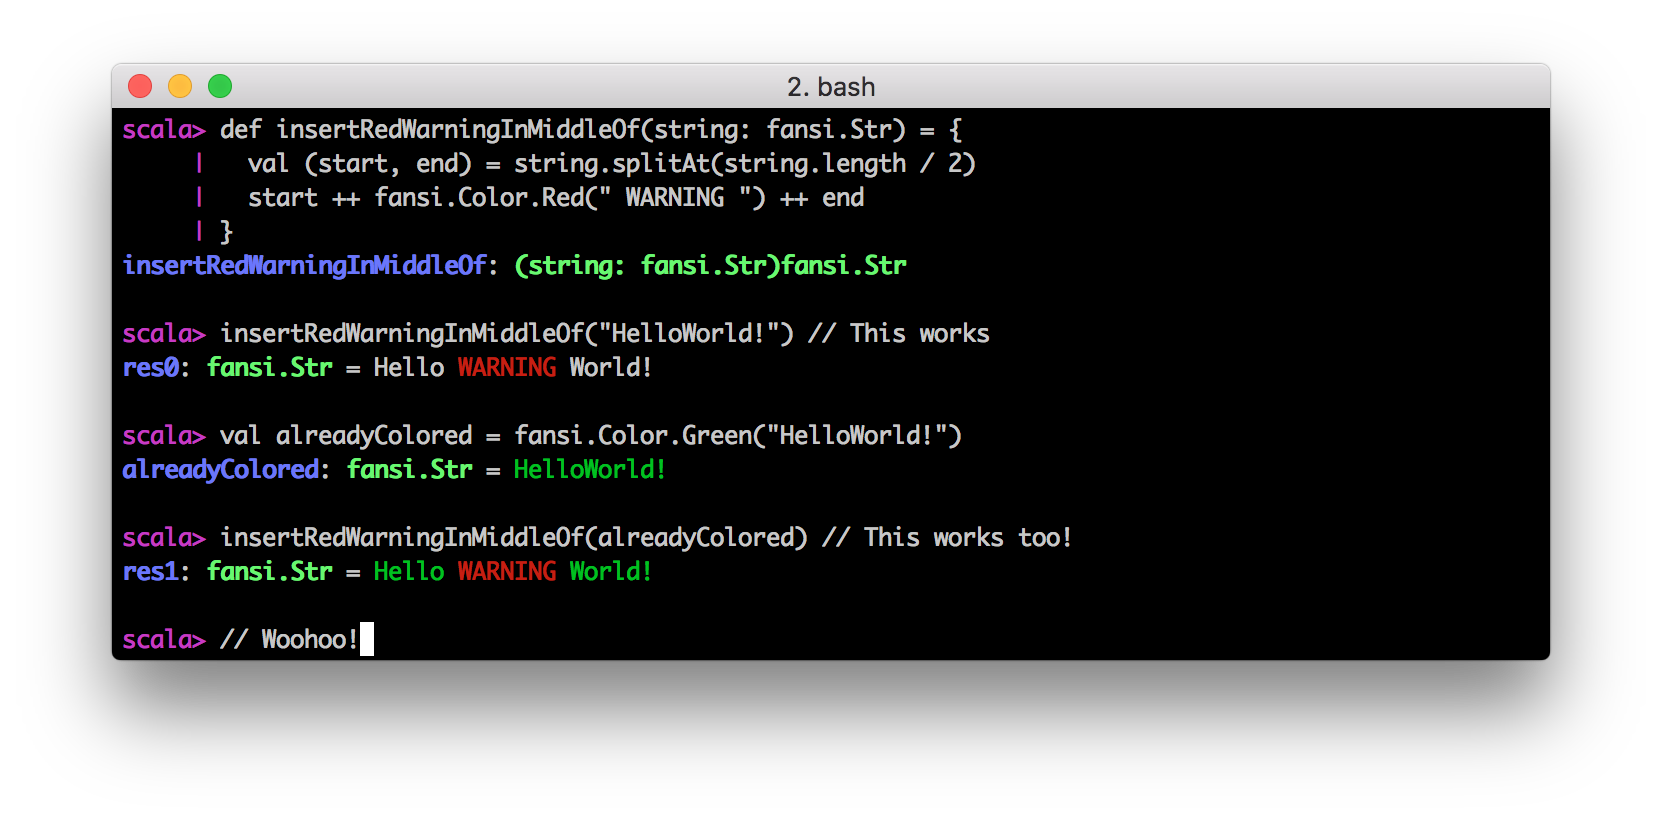 2. bash
scala> def insertRedWarningInMiddleOf(string: fansi.Str) = {
     |   val (start, end) = string.splitAt(string.length / 2)
     |   start ++ fansi.Color.Red(" WARNING ") ++ end
     | }
insertRedWarningInMiddleOf: (string: fansi.Str)fansi.Str
scala> insertRedWarningInMiddleOf("HelloWorld!") // This works
res0: fansi.Str = Hello WARNING World!
scala> val alreadyColored = fansi.Color.Green("HelloWorld!")
alreadyColored: fansi.Str = HelloWorld!
scala> insertRedWarningInMiddleOf(alreadyColored) // This works too!
res1: fansi.Str = Hello WARNING World!
scala> // Woohoo!